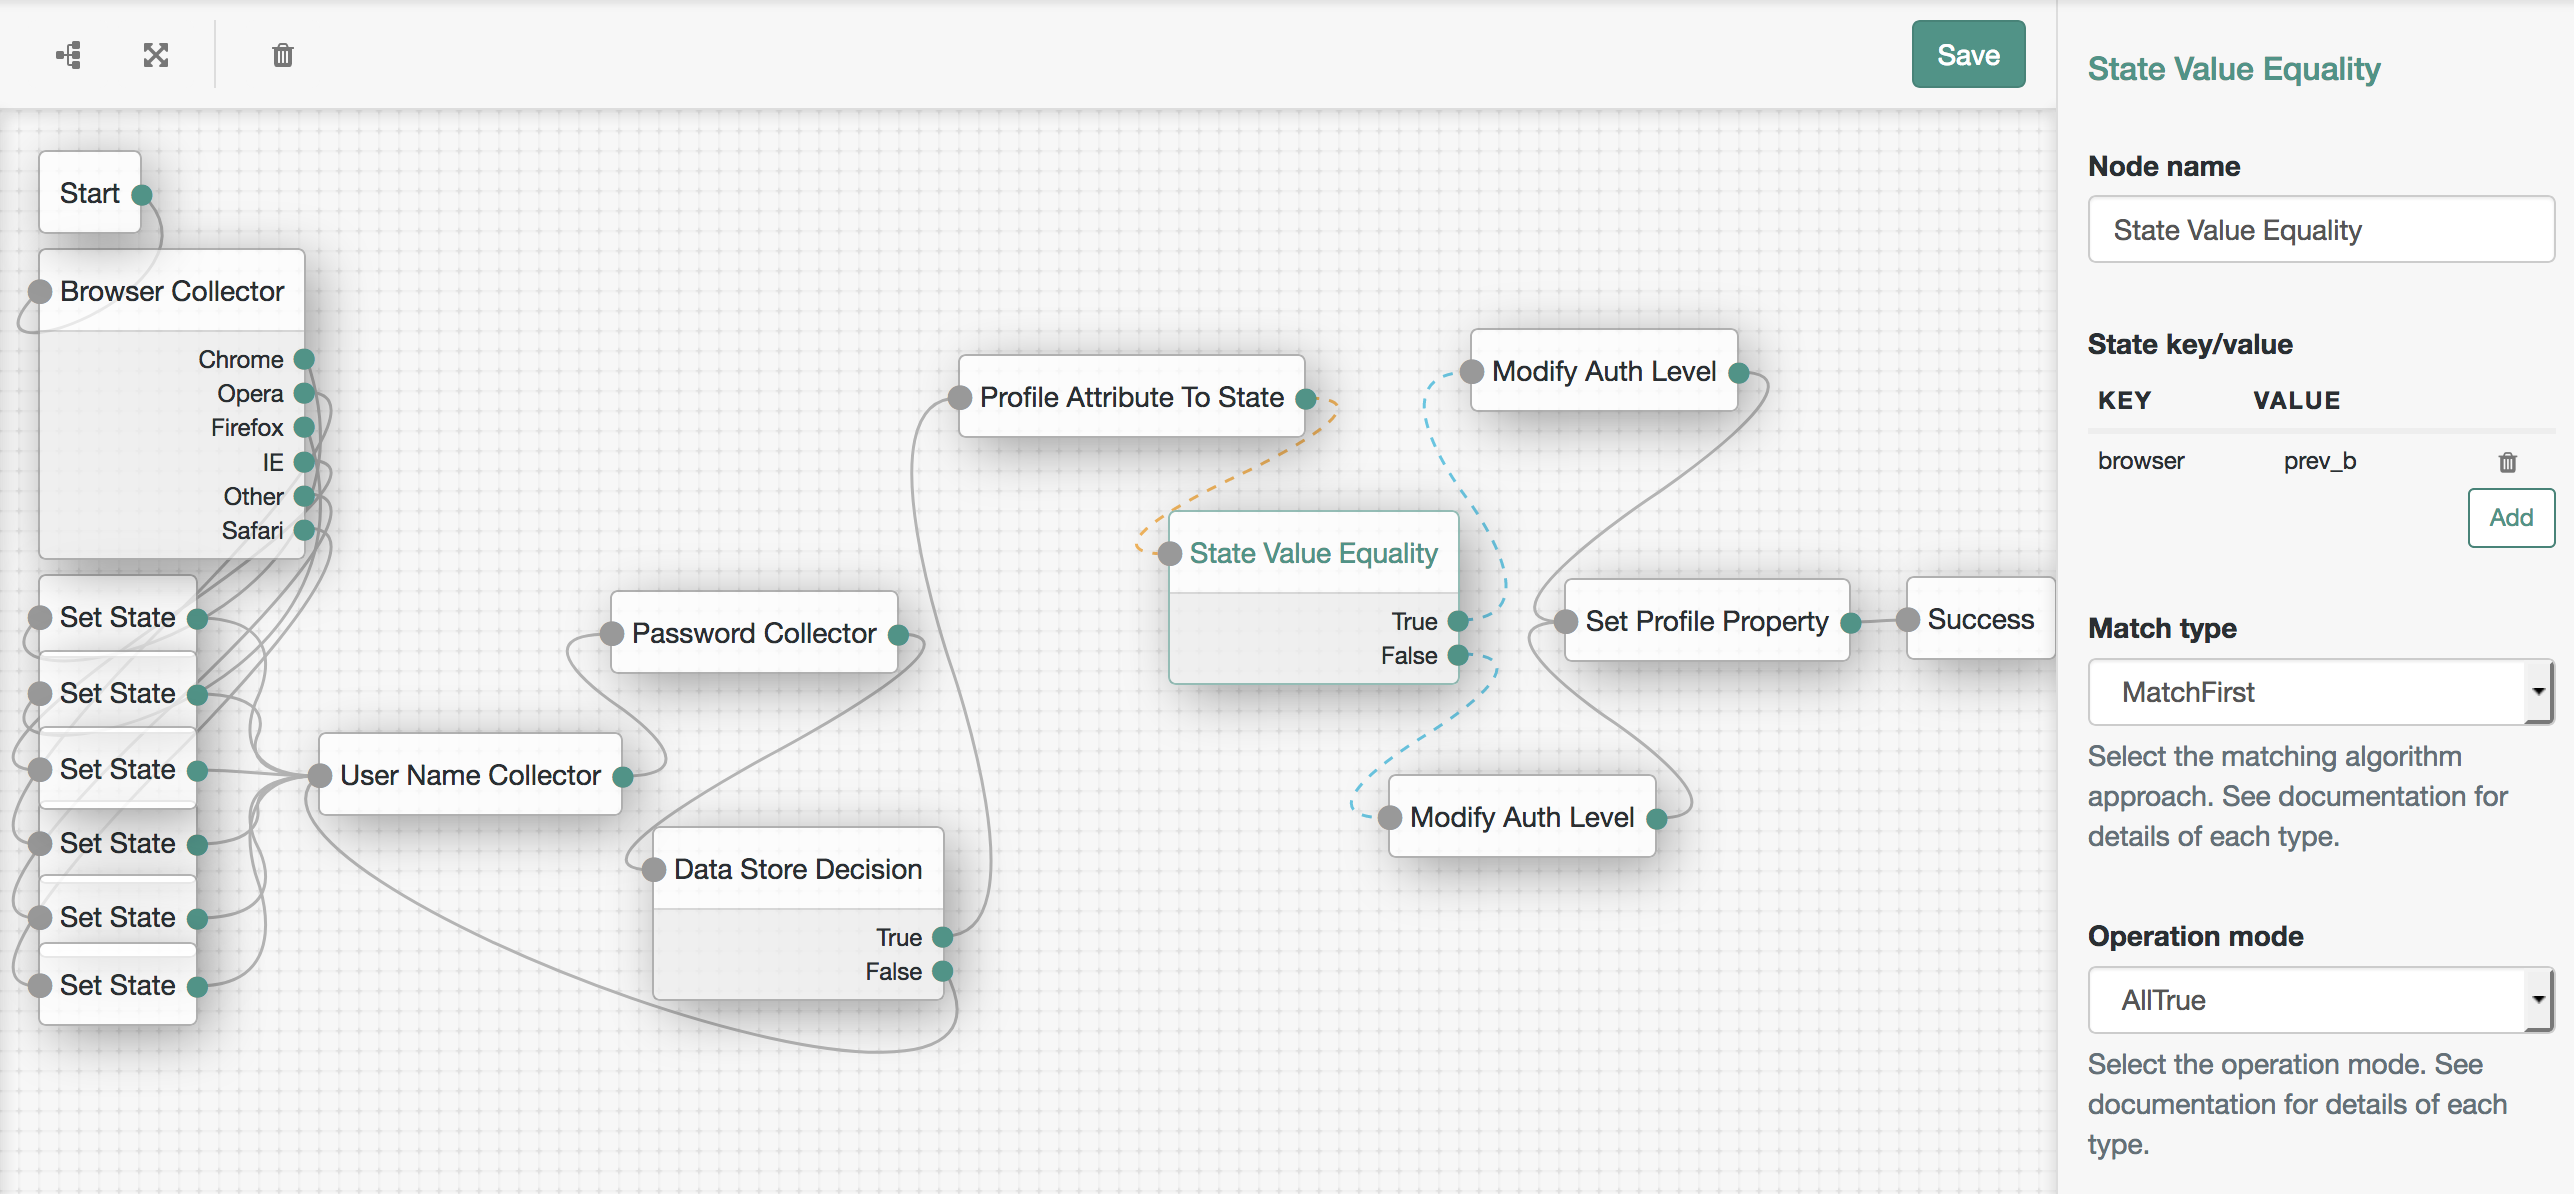 Save
Start
Browser Collector
Chrome
Opera
Firefox
IE
Other
Safari
Set State
Set State
Set State
Set State
Set State
Set State
User Name Collector
Password Collector
Data Store Decision
True
False
Profile Attribute To State
State Value Equality
True
False
Modify Auth Level
Modify Auth Level
Set Profile Property
Success
State Value Equality
Node name
State Value Equality
State key/value
KEY VALUE
browser prev_b
Add
Match type
MatchFirst
Select the matching algorithm
approach. See documentation for
details of each type.
Operation mode
AllTrue
Select the operation mode. See
documentation for details of each
type.